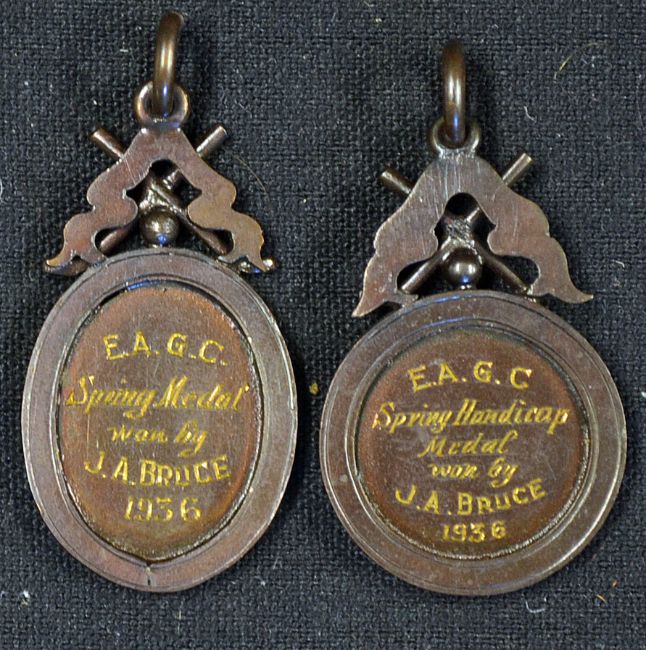 E.A.G.C.
Spring Medal
won by
J.A. BRUCE
1936
E.A.G.C
Spring Handicap
Medal
won by
J.A. BRUCE
1936